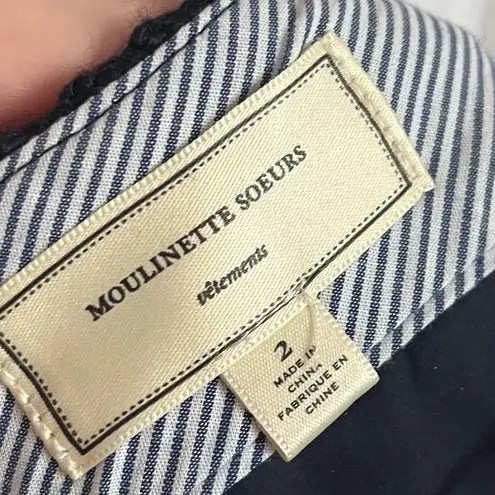 MOULINETTE SOEURS
vêtements
2
MADE IN
CHINA
FABRIQUE EN
CHINE